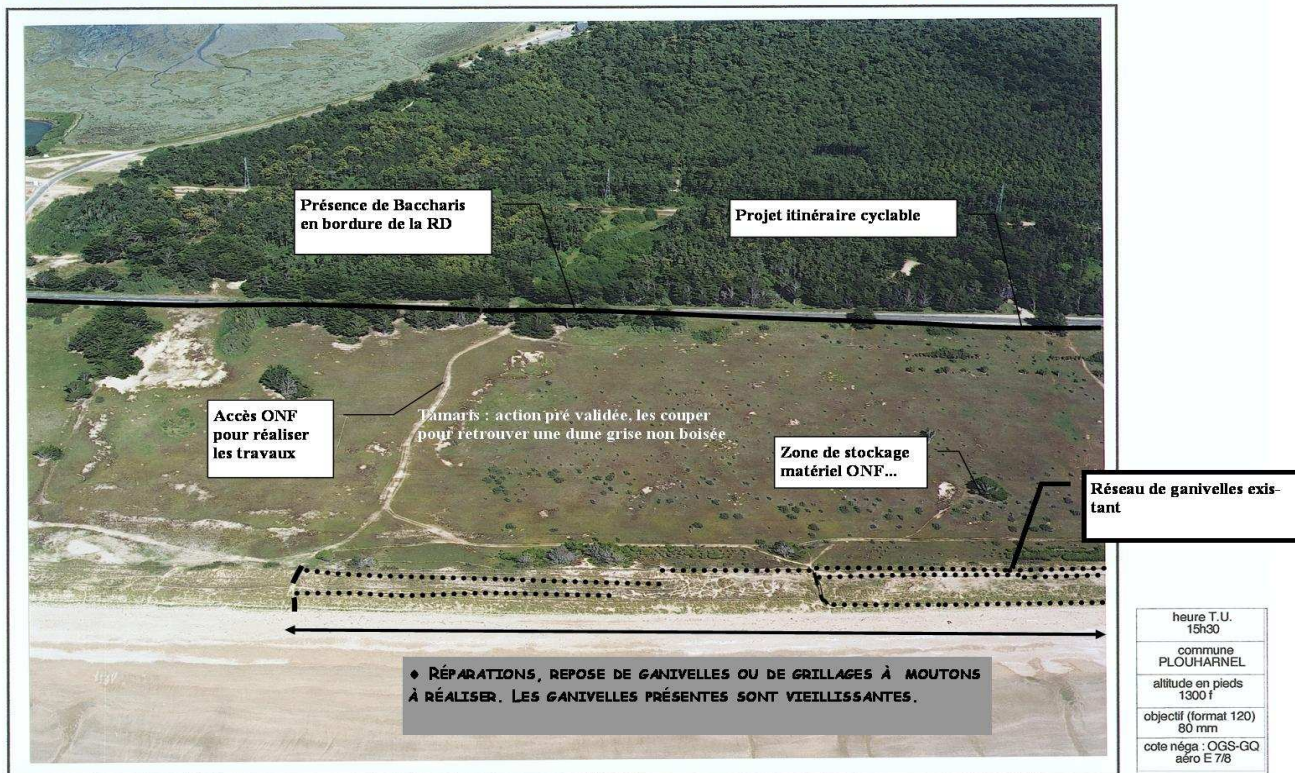 Présence de Baccharis
en bordure de la RD
Projet itinéraire cyclable
Accès ONF
pour réaliser
les travaux
Tamaris : action pré validée, les couper
pour retrouver une dune grise non boisée
Zone de stockage
matériel ONF...
Réseau de ganivelles exis-
tant
• RÉPARATIONS, REPOSE DE GANIVELLES OU DE GRILLAGES À MOUTONS
À RÉALISER. LES GANIVELLES PRÉSENTES SONT VIEILLISSANTES.
heure T.U.
15h30
commune
PLOUHARNEL
altitude en pieds
1300 f
objectif (format 120)
80 mm
cote néga : OGS-GQ
aéro E 7/8